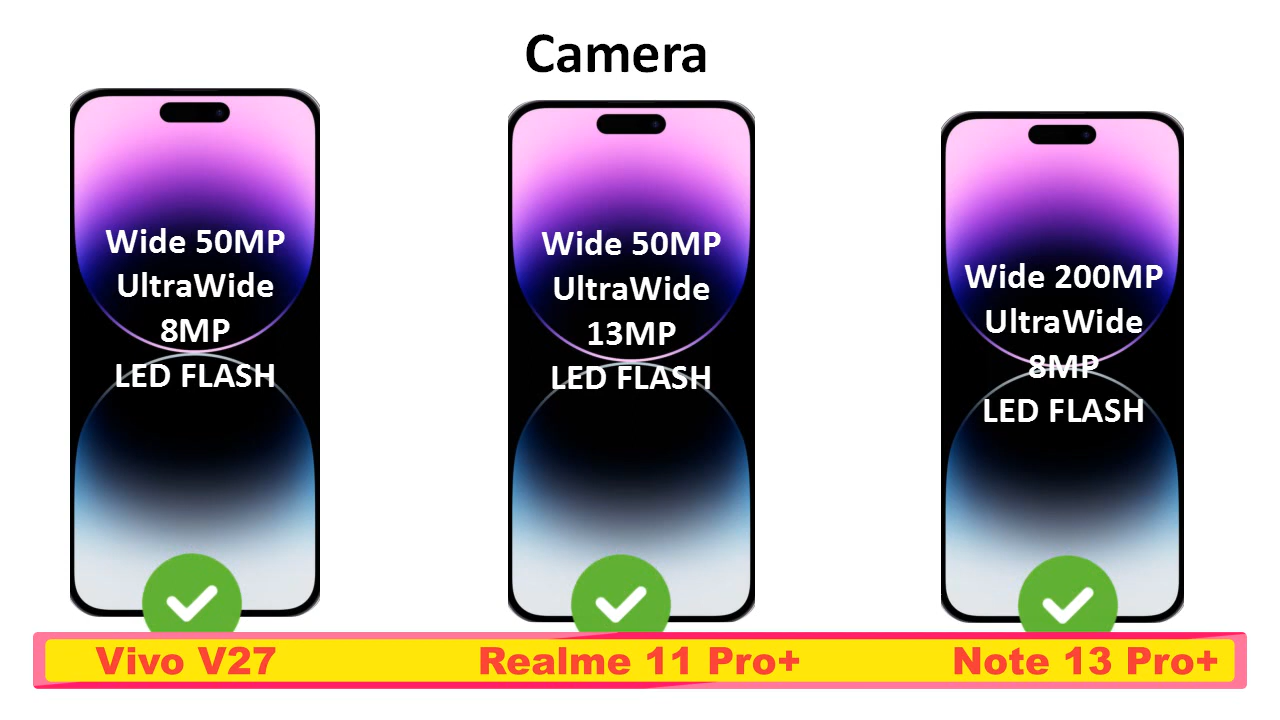 Camera
Wide 50MP
UltraWide
8MP
LED FLASH
Wide 50MP
UltraWide
13MP
LED FLASH
Wide 200MP
UltraWide
8MP
LED FLASH
Vivo V27
Realme 11 Pro+
Note 13 Pro+